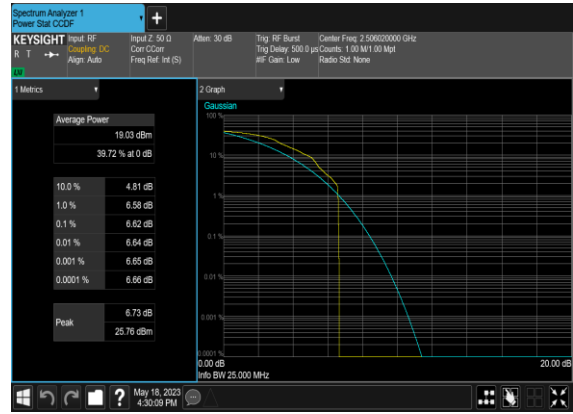 Spectrum Analyzer 1
Power Stat CCDF
+
KEYSIGHT
R T
LW
Input: RF
Coupling: DC
Align: Auto
Input Z: 50 Ω
Corr CCorr
Freq Ref: Int (S)
Atten: 30 dB
Trig: RF Burst
Trig Delay: 500.0 µs
#IF Gain: Low
Center Freq: 2.506020000 GHz
Counts: 1.00 M/1.00 Mpt
Radio Std: None
1 Metrics
Average Power
19.03 dBm
39.72 % at 0 dB
10.0 % 4.81 dB
1.0 % 6.58 dB
0.1 % 6.62 dB
0.01 % 6.64 dB
0.001 % 6.65 dB
0.0001 % 6.66 dB
Peak
6.73 dB
25.76 dBm
2 Graph
Gaussian
100 %
10 %
1 %
0.1 %
0.01 %
0.001 %
0.0001 %
0.00 dB
20.00 dB
Info BW 25.000 MHz
?
May 18, 2023
4:30:09 PM